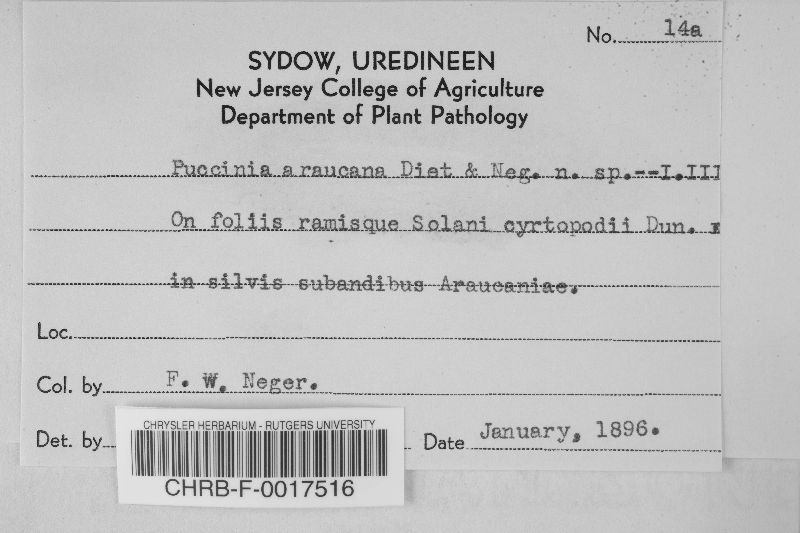 No. 14a
SYDOW, UREDINEEN
New Jersey College of Agriculture
Department of Plant Pathology
Puccinia araucana Diet & Neg. n. sp.--I.III
On foliis ramisque Solani cyrtopodii Dun.
in silvis subandibus Araucaniae.
Loc.
Col. by F. W. Neger.
Det. by
Date January, 1896.
CHRYSLER HERBARIUM - RUTGERS UNIVERSITY
CHRB-F-0017516